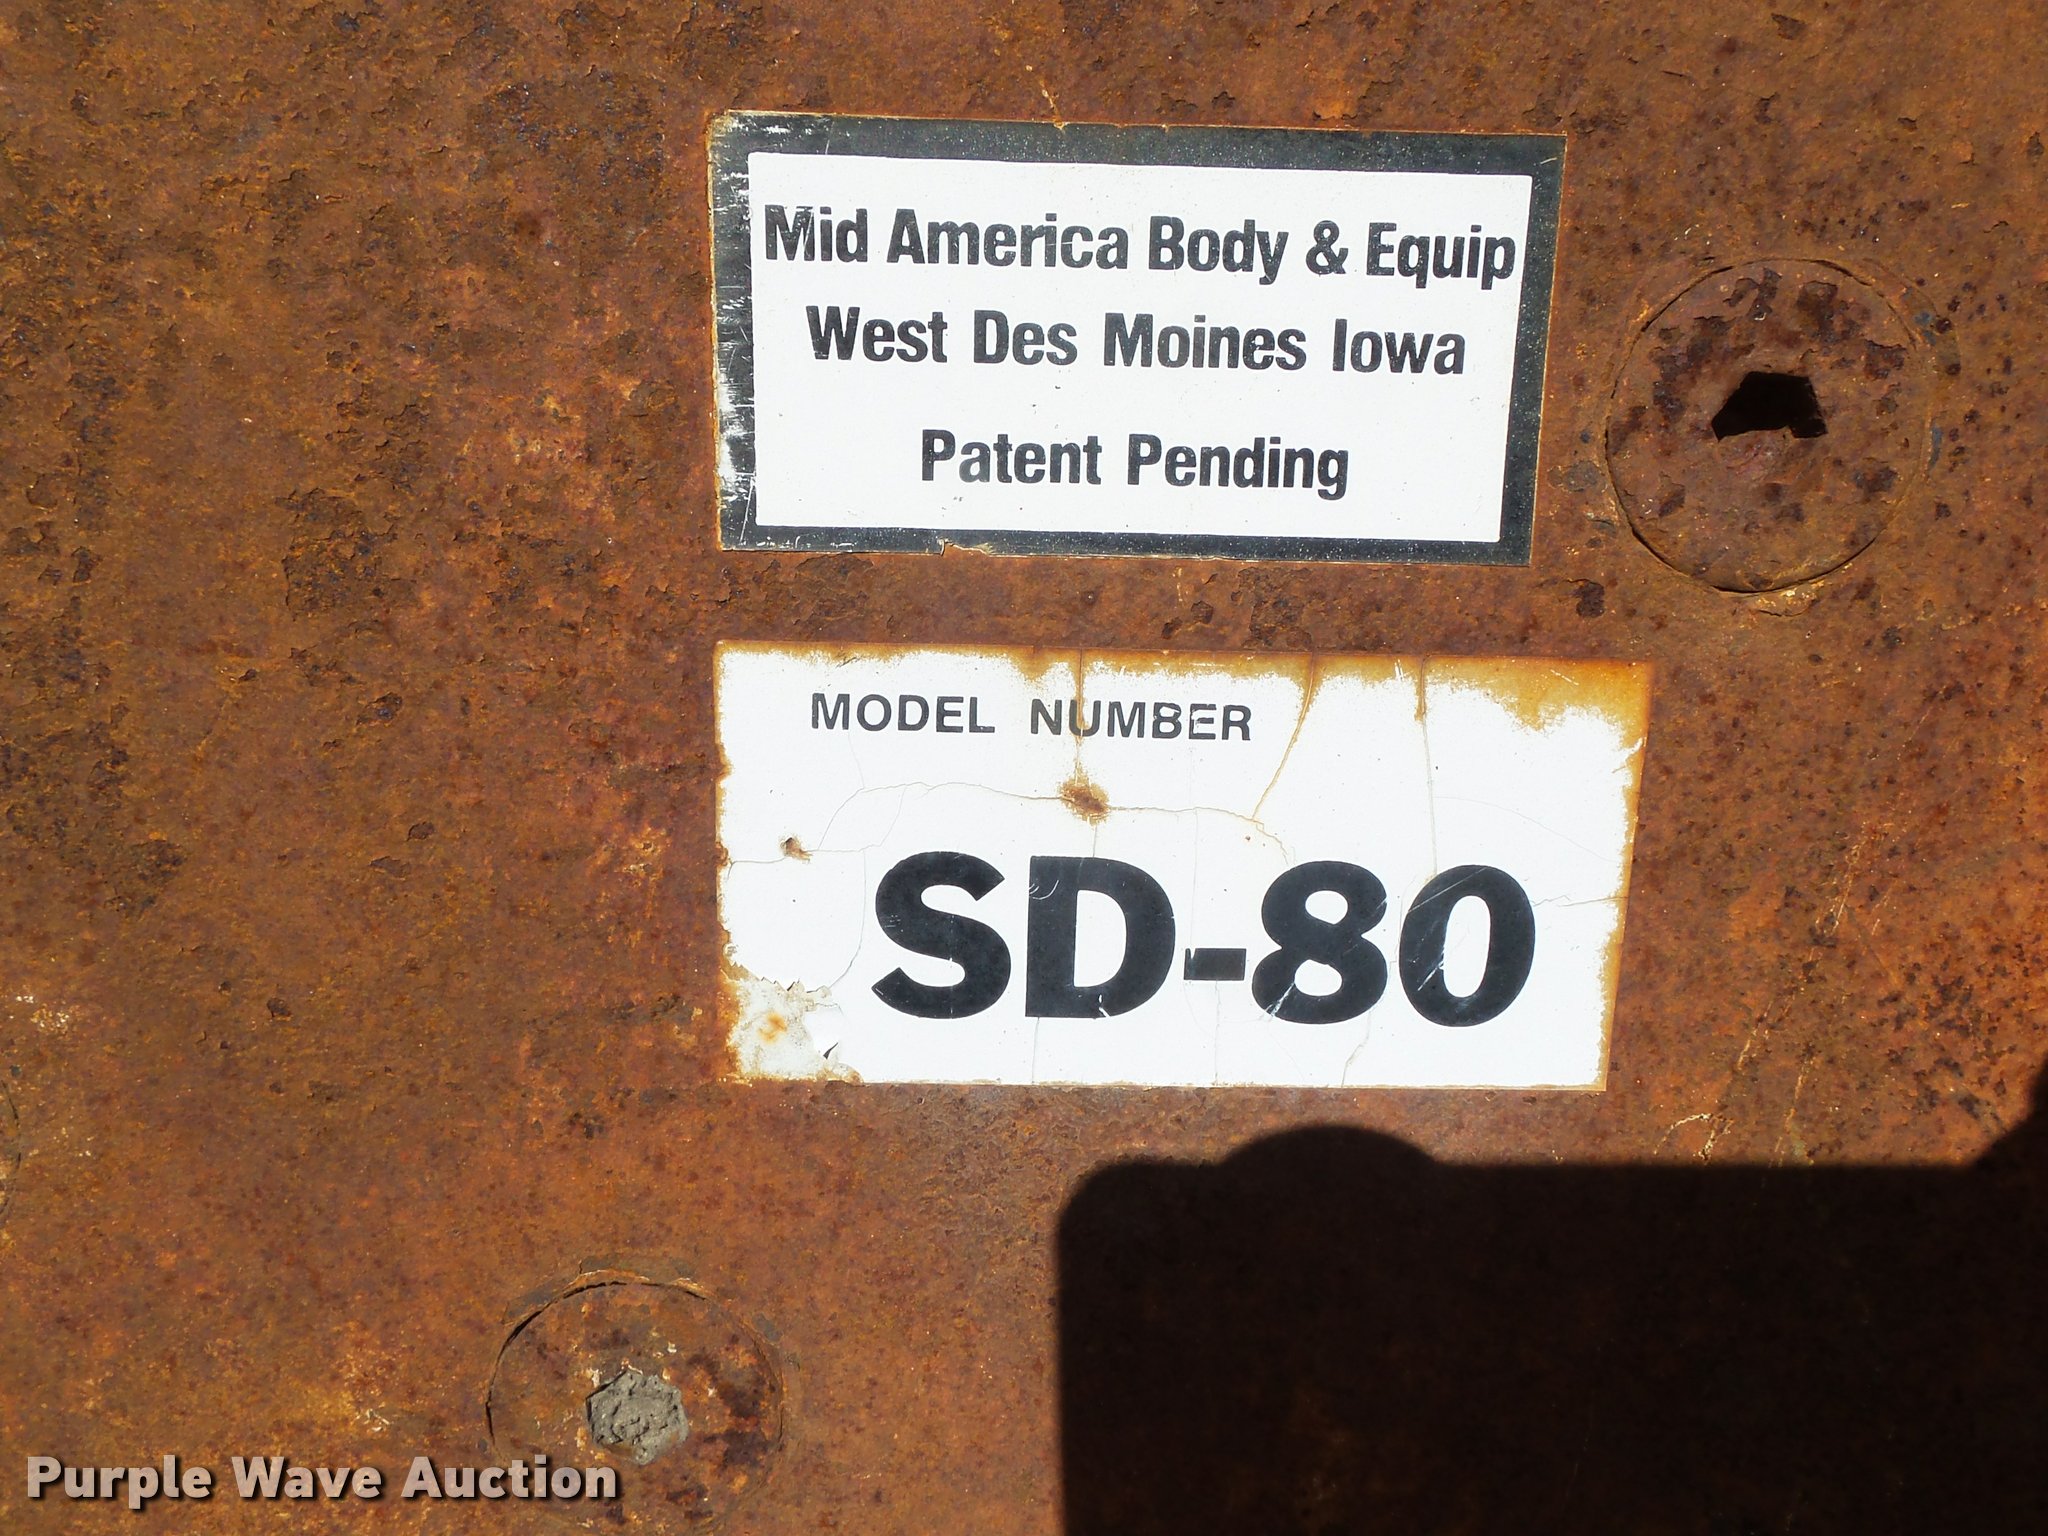 Mid America Body & Equip
West Des Moines Iowa
Patent Pending
MODEL NUMBER
SD-80
Purple Wave Auction